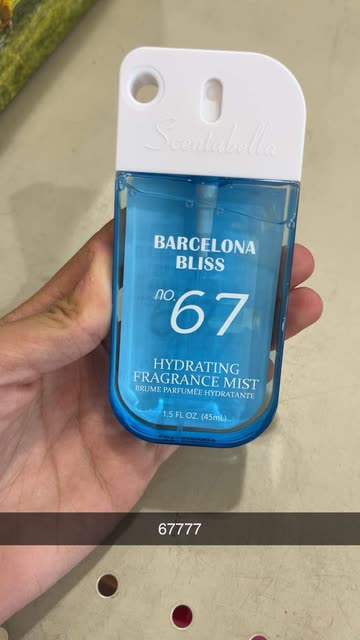 Scentabella
BARCELONA
BLISS
no. 67
HYDRATING
FRAGRANCE MIST
BRUME PARFUMÉE HYDRATANTE
1.5 FL OZ. (45mL)
67777